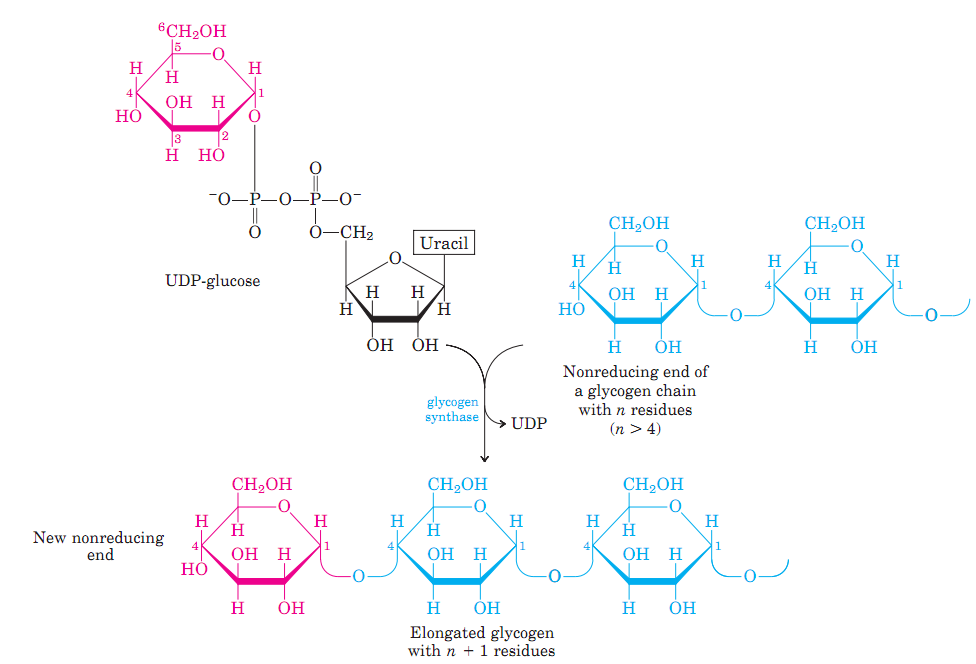 6CH2OH
5
O
H
H
H
4
1
OH H
HO
O
3
2
H HO
O
−O—P—O—P—O−
O
O—CH2
Uracil
O
UDP-glucose
H
H
H
H
OH OH
CH2OH
CH2OH
O
O
H
H
H
H
H
H
4
1
4
1
OH H
OH H
HO
O
O
H OH
H OH
Nonreducing end of
a glycogen chain
with n residues
(n > 4)
glycogen
synthase
UDP
CH2OH
CH2OH
CH2OH
O
O
O
H
H
H
H
H
H
H
H
H
New nonreducing
end
4
1
4
1
4
1
OH H
OH H
OH H
HO
O
O
O
H OH
H OH
H OH
Elongated glycogen
with n + 1 residues